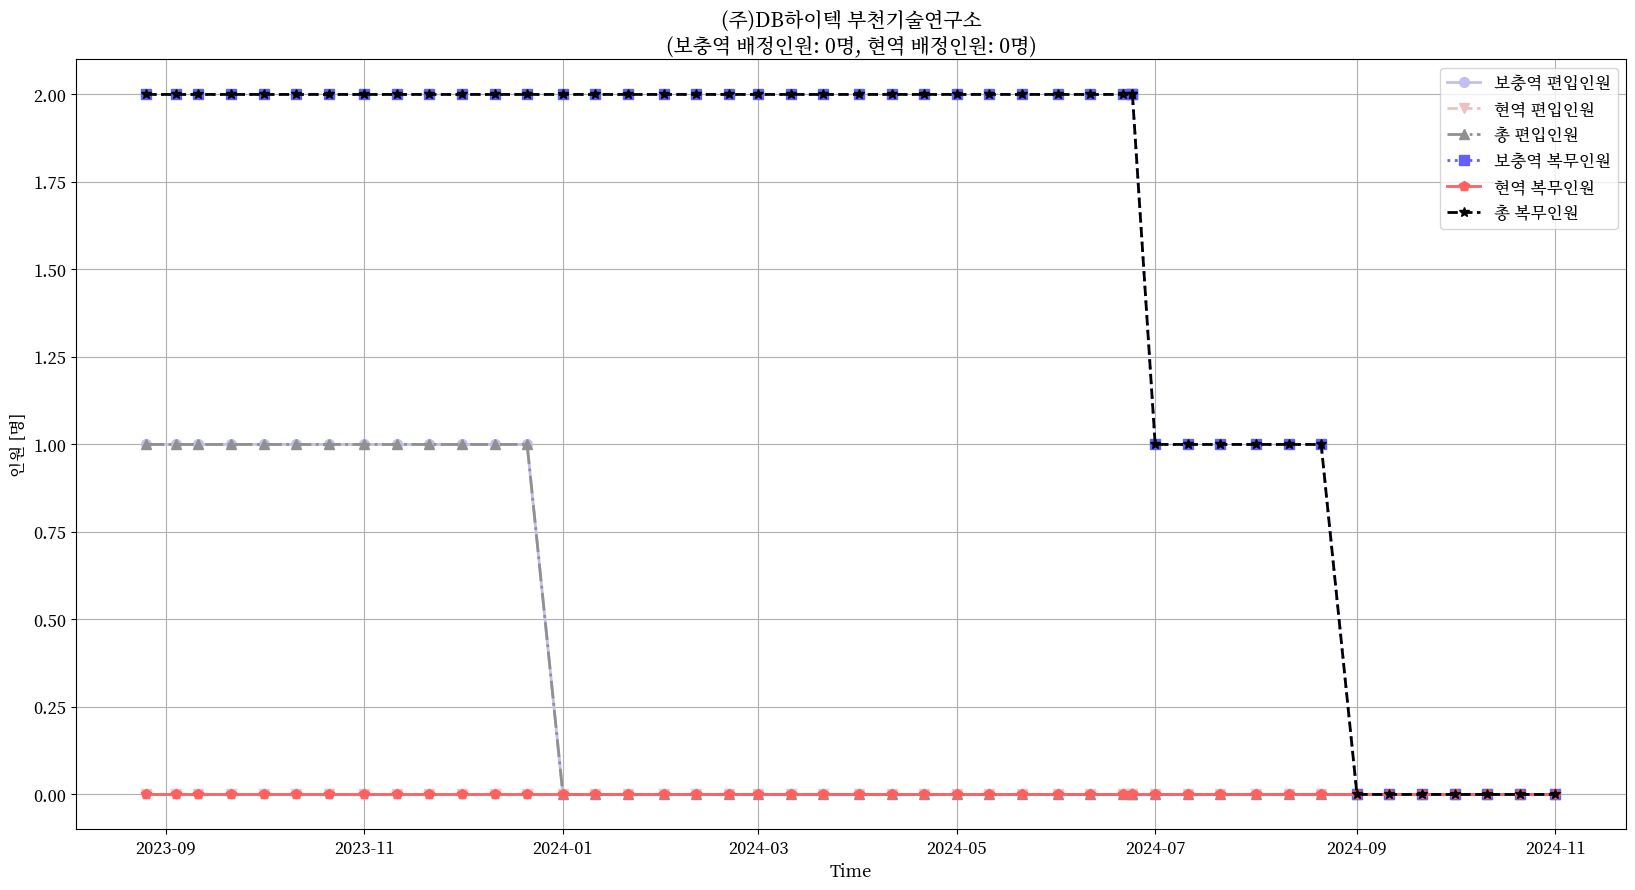 (주)DB하이텍 부천기술연구소
(보충역 배정인원: 0명, 현역 배정인원: 0명)
보충역 편입인원
현역 편입인원
총 편입인원
보충역 복무인원
현역 복무인원
총 복무인원
인원 [명]
2.00
1.75
1.50
1.25
1.00
0.75
0.50
0.25
0.00
2023-09
2023-11
2024-01
2024-03
2024-05
2024-07
2024-09
2024-11
Time